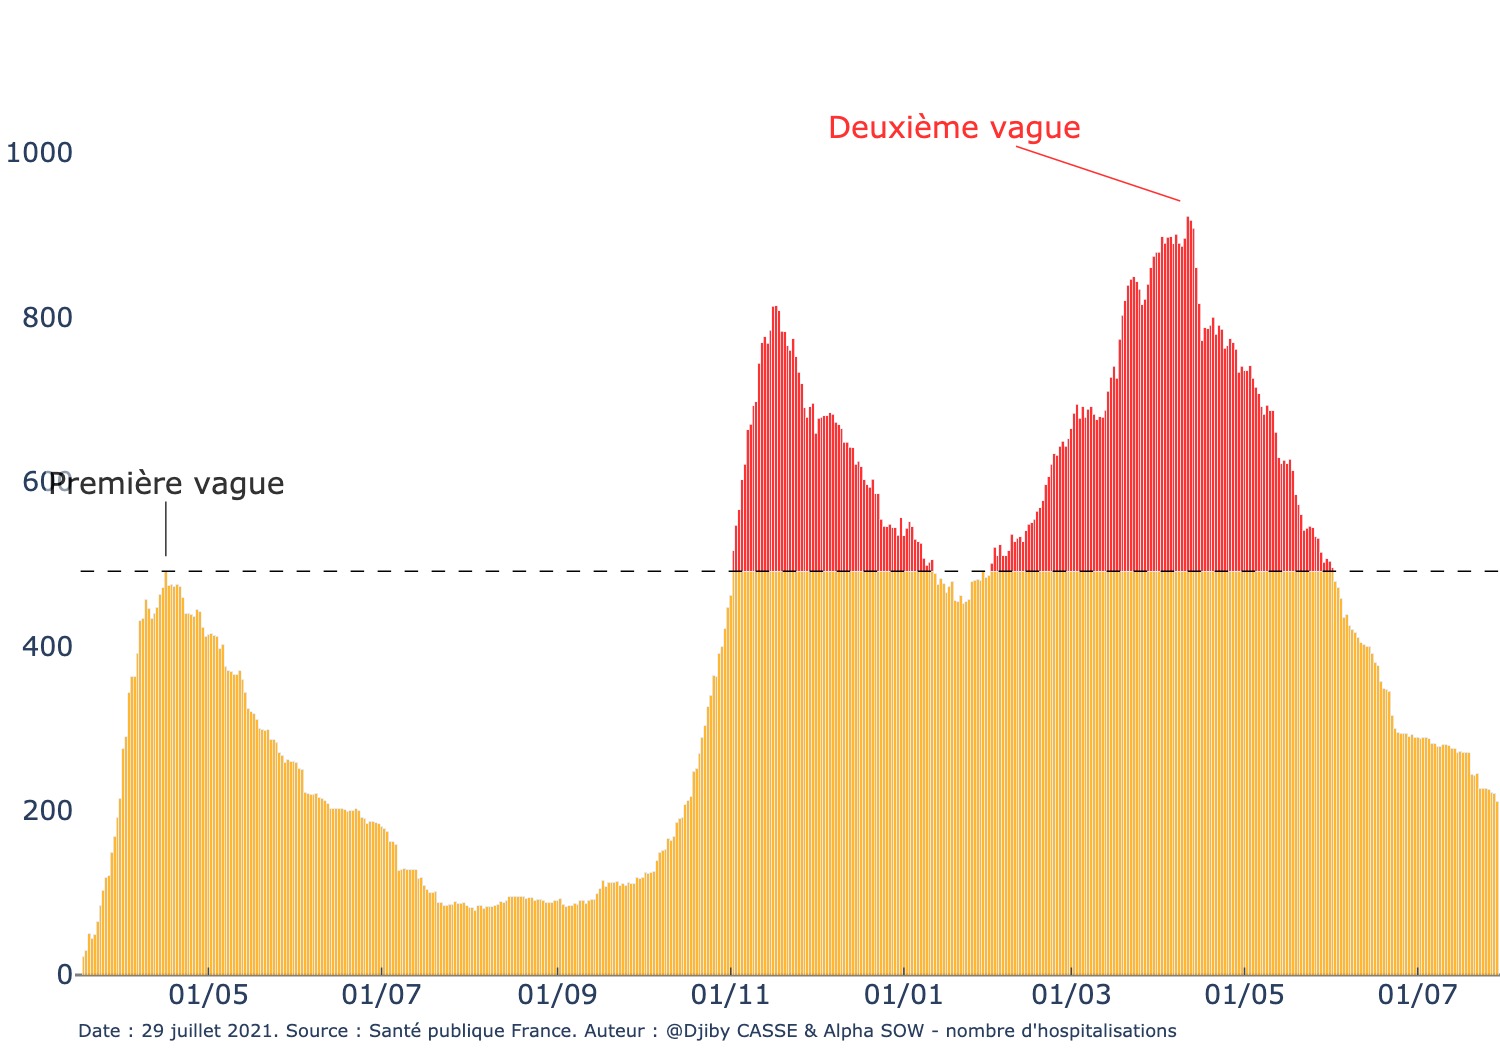 Deuxième vague
1000
800
600
Première vague
400
200
0
01/05 01/07 01/09 01/11 01/01 01/03 01/05 01/07
Date : 29 juillet 2021. Source : Santé publique France. Auteur : @Djiby CASSE & Alpha SOW - nombre d'hospitalisations